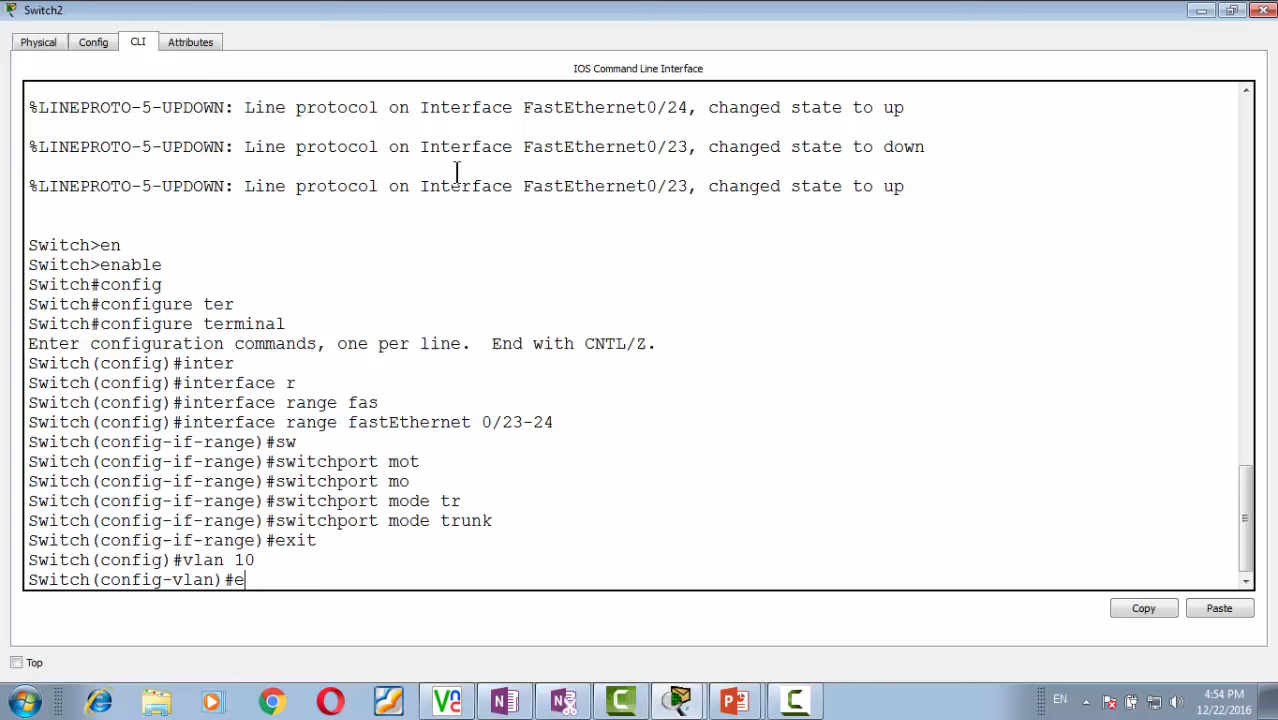 Switch2
Physical
Config
CLI
Attributes
IOS Command Line Interface
%LINEPROTO-5-UPDOWN: Line protocol on Interface FastEthernet0/24, changed state to up
%LINEPROTO-5-UPDOWN: Line protocol on Interface FastEthernet0/23, changed state to down
%LINEPROTO-5-UPDOWN: Line protocol on Interface FastEthernet0/23, changed state to up
Switch>en
Switch>enable
Switch#config
Switch#configure ter
Switch#configure terminal
Enter configuration commands, one per line.  End with CNTL/Z.
Switch(config)#inter
Switch(config)#interface r
Switch(config)#interface range fas
Switch(config)#interface range fastEthernet 0/23-24
Switch(config-if-range)#sw
Switch(config-if-range)#switchport mot
Switch(config-if-range)#switchport mo
Switch(config-if-range)#switchport mode tr
Switch(config-if-range)#switchport mode trunk
Switch(config-if-range)#exit
Switch(config)#vlan 10
Switch(config-vlan)#e
Copy
Paste
Top
EN
4:54 PM
12/22/2016